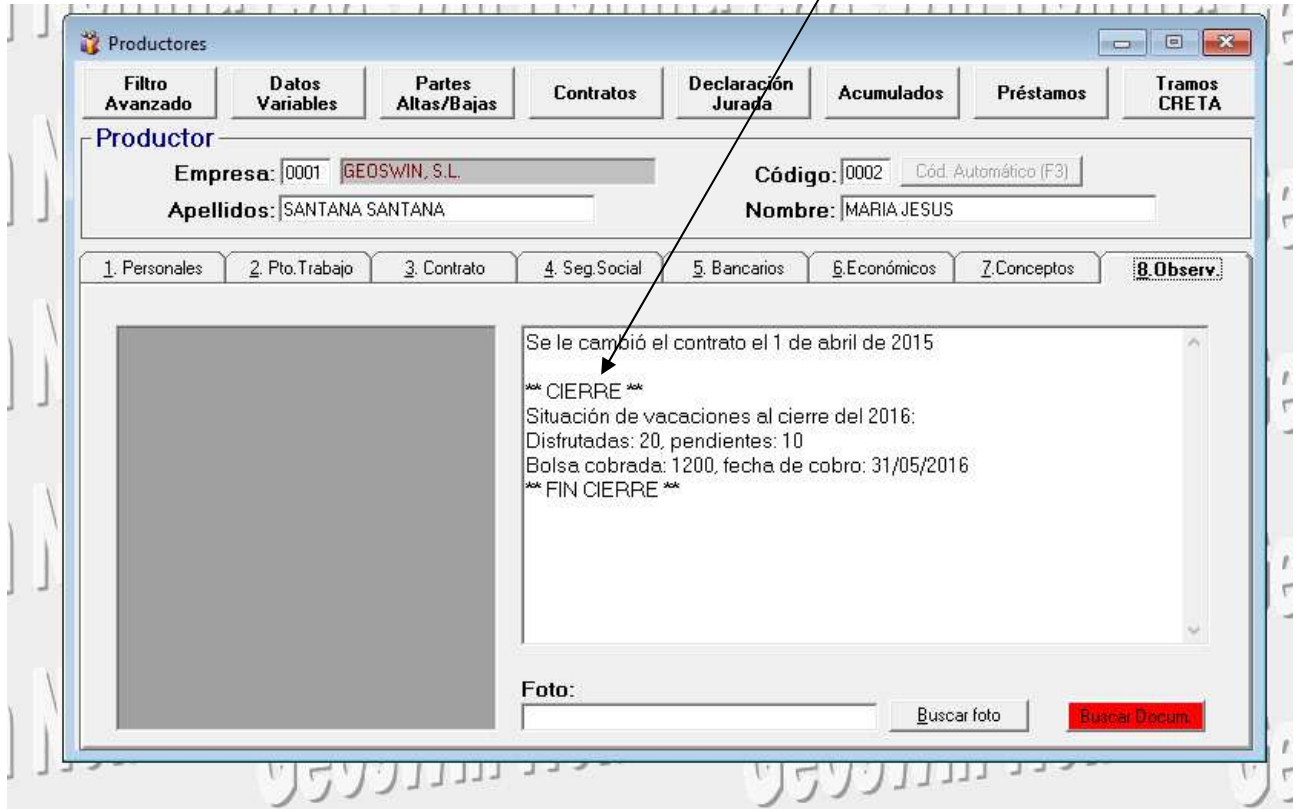 Productores
Filtro Avanzado
Datos Variables
Partes Altas/Bajas
Contratos
Declaración Jurada
Acumulados
Préstamos
Tramos CRETA
Productor
Empresa: 0001 GEOSWIN, S.L. Código: 0002 Cód. Automático (F3)
Apellidos: SANTANA SANTANA Nombre: MARIA JESUS
1. Personales 2. Pto.Trabajo 3. Contrato 4. Seg.Social 5. Bancarios 6.Económicos 7.Conceptos 8.Observ.
Se le cambió el contrato el 1 de abril de 2015
** CIERRE **
Situación de vacaciones al cierre del 2016:
Disfrutadas: 20, pendientes: 10
Bolsa cobrada: 1200, fecha de cobro: 31/05/2016
** FIN CIERRE **
Foto:
Buscar foto Buscar Docum.